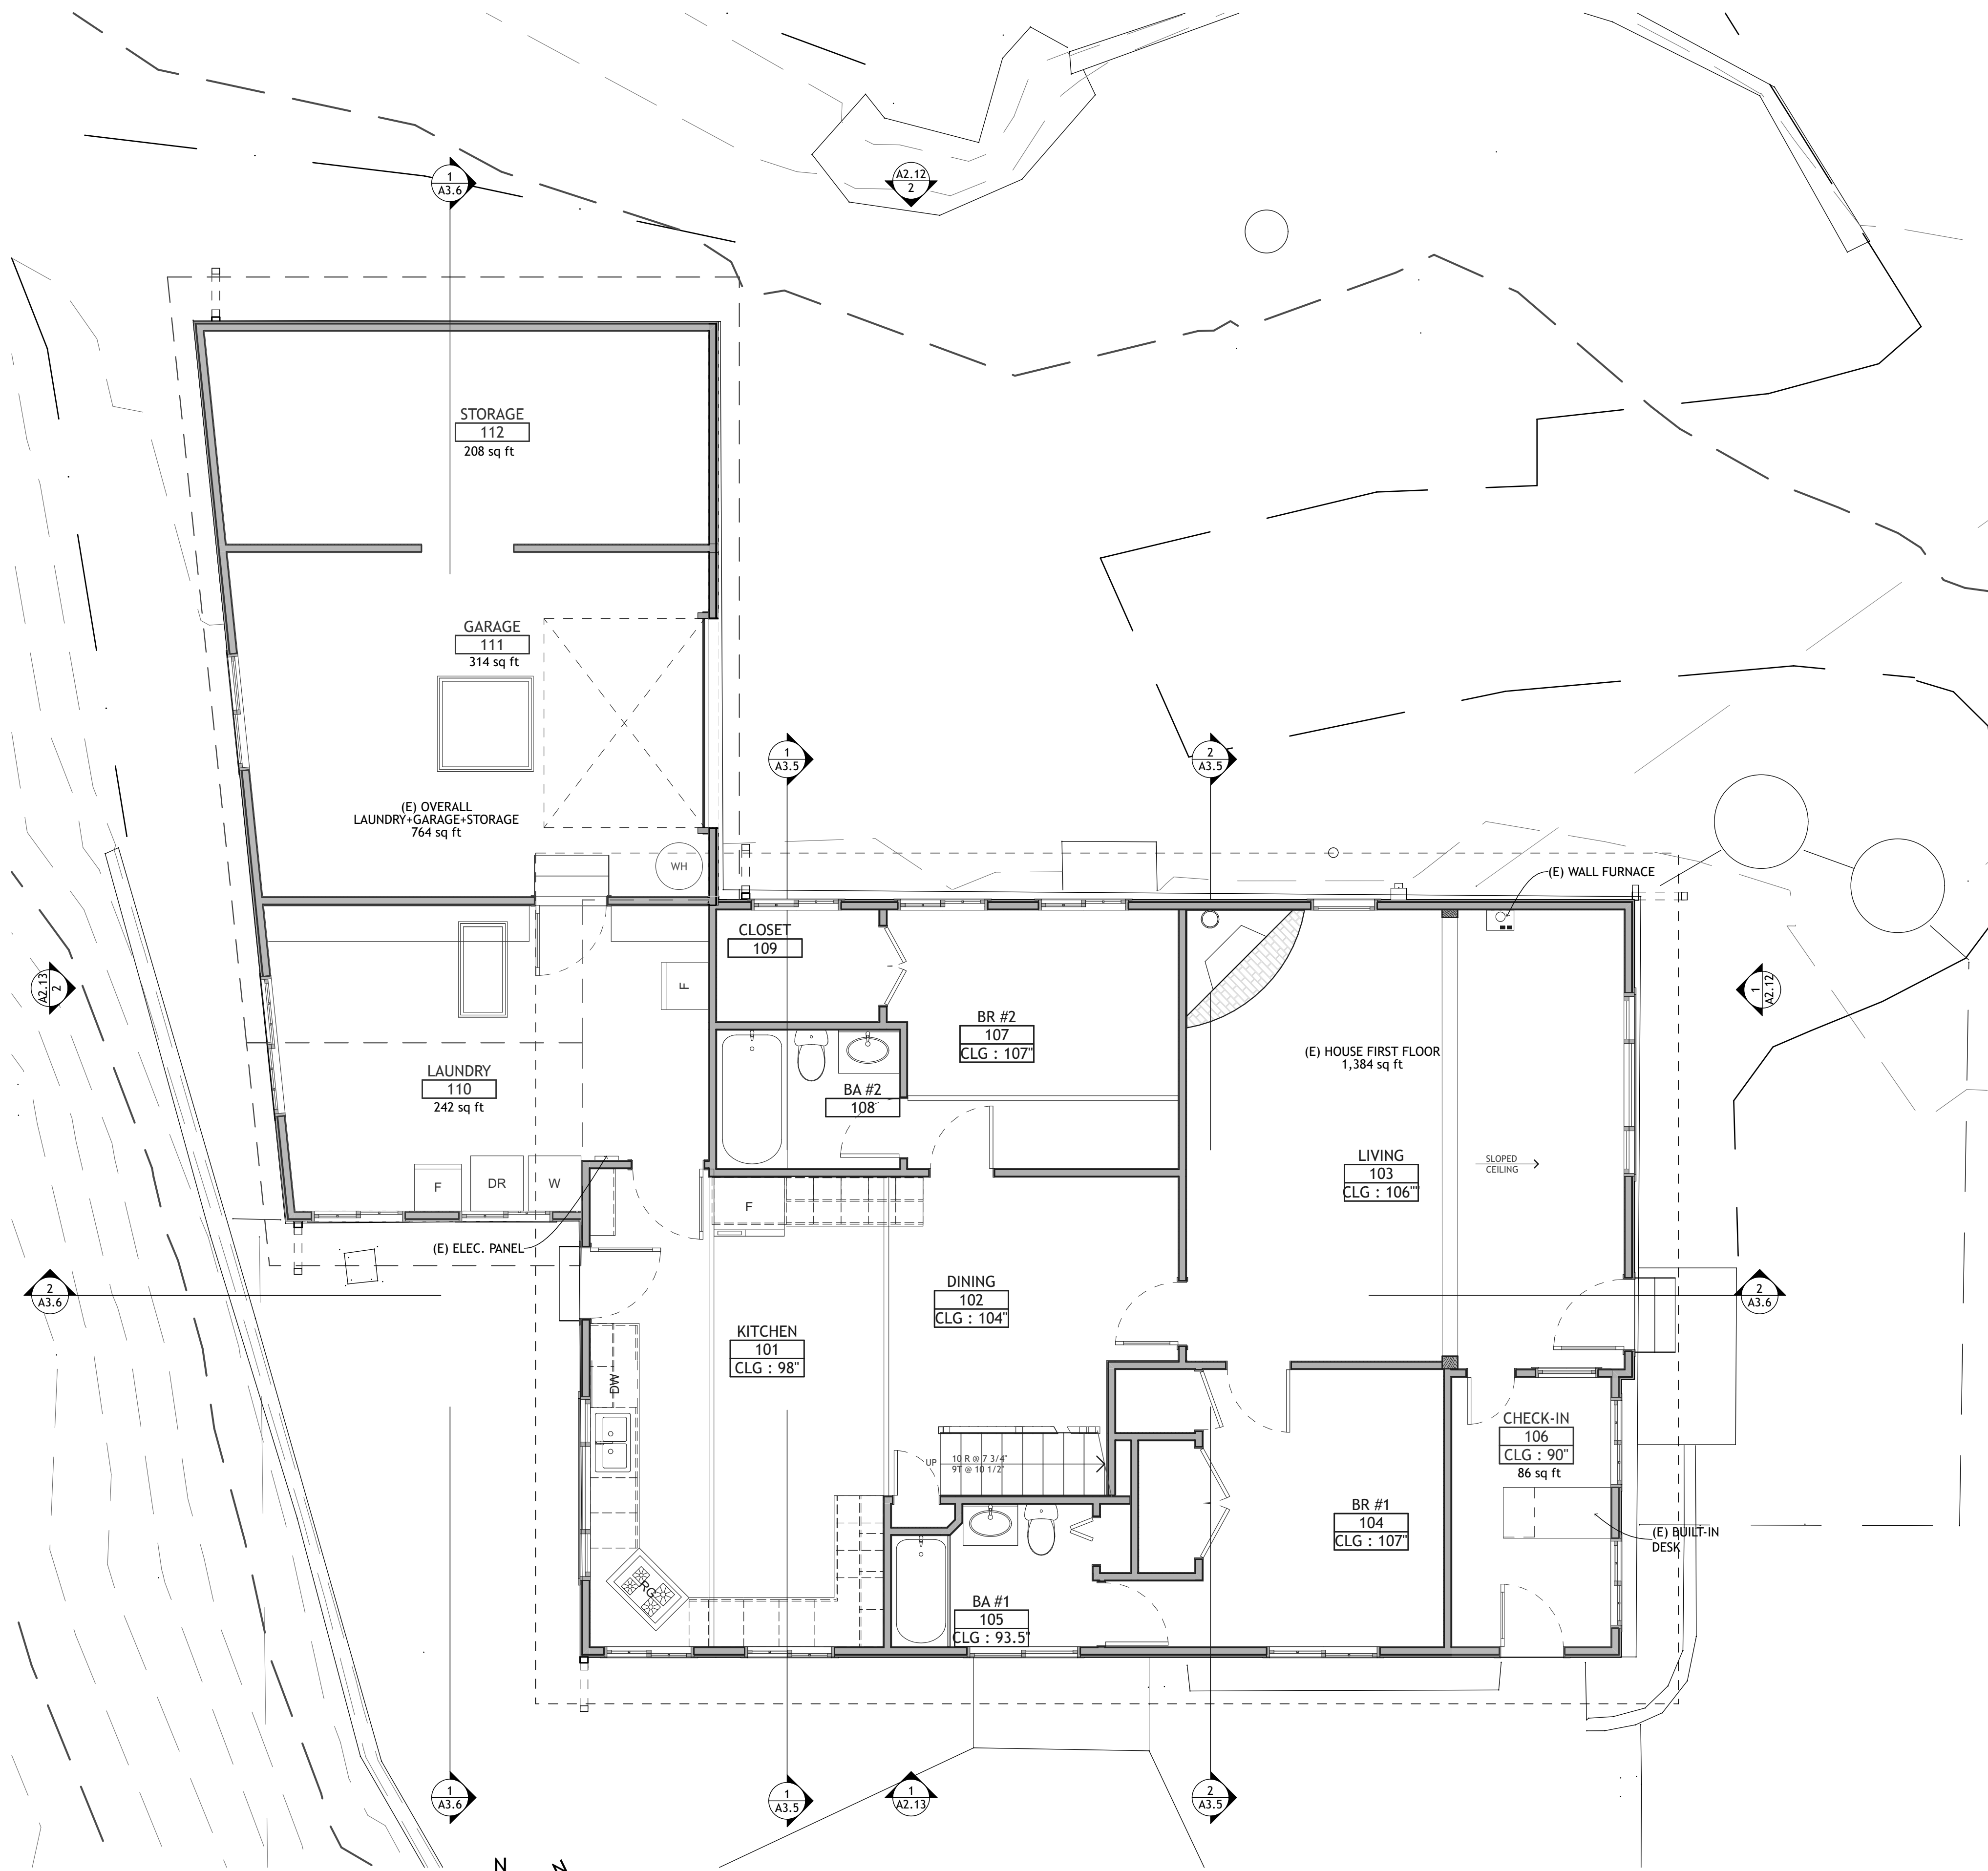 1
A3.6
A2.12
2
STORAGE
112
208 sq ft
GARAGE
111
314 sq ft
X
1
A3.5
2
A3.5
(E) OVERALL
LAUNDRY+GARAGE+STORAGE
764 sq ft
WH
(E) WALL FURNACE
CLOSET
109
A2.13
2
F
1
A2.12
BR #2
107
CLG : 107"
(E) HOUSE FIRST FLOOR
1,384 sq ft
LAUNDRY
110
242 sq ft
BA #2
108
LIVING
103
CLG : 106""
SLOPED
CEILING
F
DR
W
F
(E) ELEC. PANEL
DINING
102
CLG : 104"
2
A3.6
2
A3.6
KITCHEN
101
CLG : 98"
DW
CHECK-IN
106
CLG : 90"
86 sq ft
UP
10 R @ 7 3/4"
9T @ 10 1/2"
BR #1
104
CLG : 107"
(E) BUILT-IN
DESK
RG
BA #1
105
CLG : 93.5"
1
A3.6
1
A3.5
1
A2.13
2
A3.5
N
N